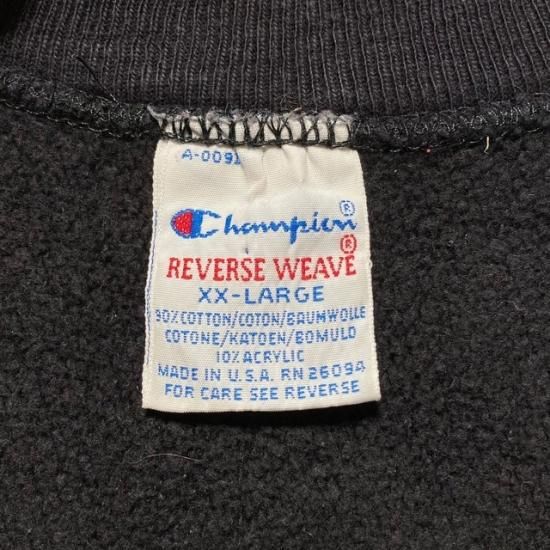 A-0091
Champion ®
®
REVERSE WEAVE
XX-LARGE
90% COTTON/COTON/BAUMWOLLE
COTONE/KATOEN/BOMULD
10% ACRYLIC
MADE IN U.S.A. RN 26094
FOR CARE SEE REVERSE